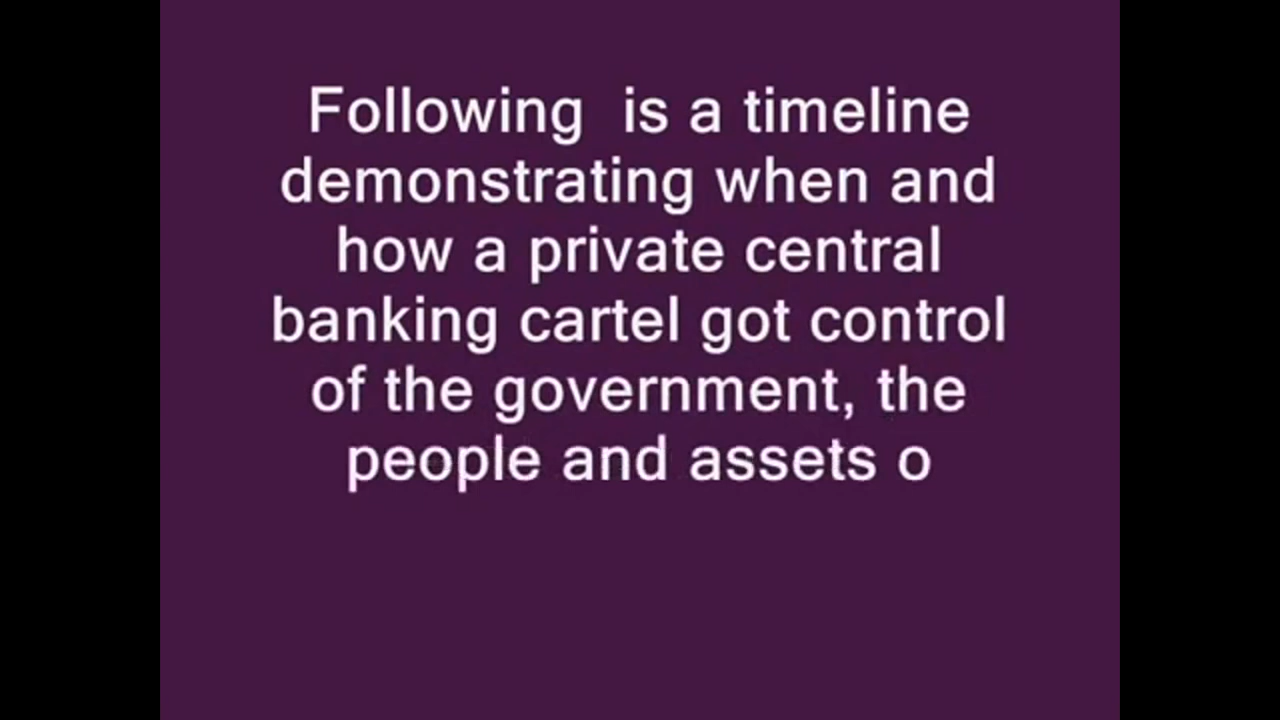 Following  is a timeline
demonstrating when and
how a private central
banking cartel got control
of the government, the
people and assets o